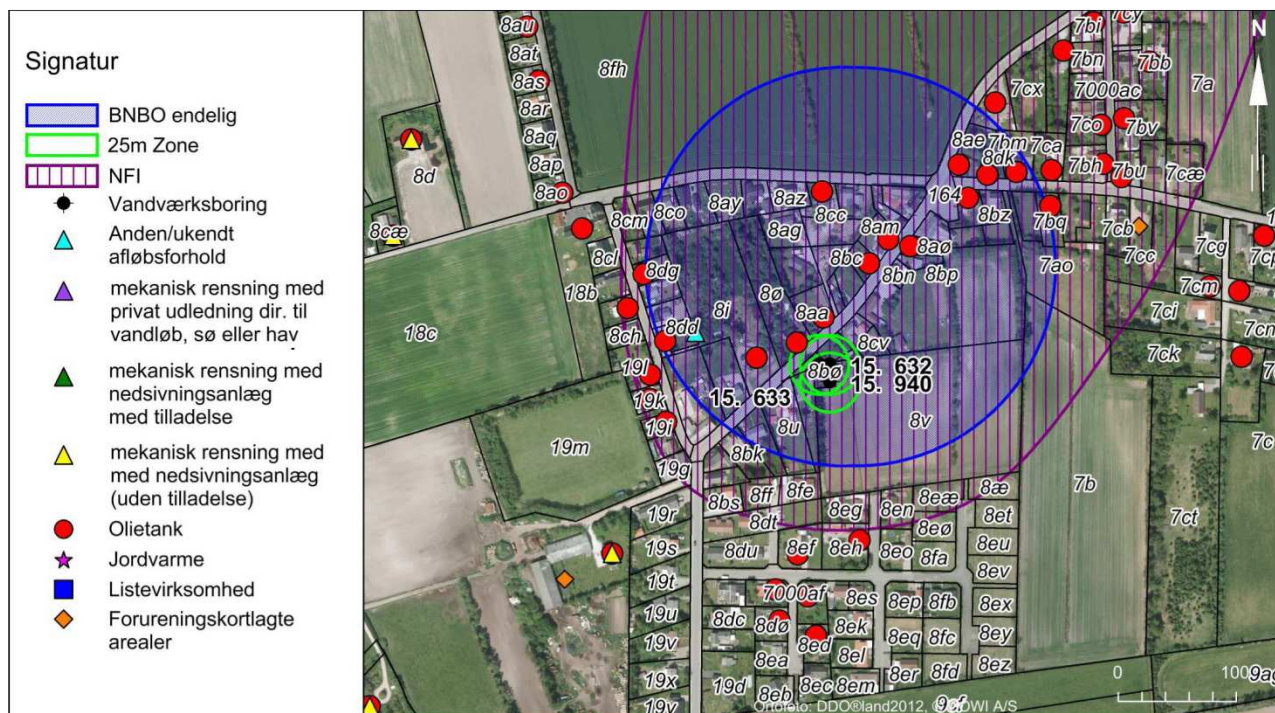 Signatur
BNBO endelig
25m Zone
NFI
Vandværksboring
Anden/ukendt
afløbsforhold
mekanisk rensning med
privat udledning dir. til
vandløb, sø eller hav
mekanisk rensning med
nedsivningsanlæg
med tilladelse
mekanisk rensning med
med nedsivningsanlæg
(uden tilladelse)
Olietank
Jordvarme
Listevirksomhed
Forureningskortlagte
arealer
N
8au
8at
8as
8ar
8aq
8ap
8ao
8fh
8d
8cæ
7bi
7cy
7bn
7bb
7cx
7000ac
7a
7co
7bv
8ae
7bm
7ca
8dk
7bh
7bu
7cæ
164
8bz
7bq
7cb
7cc
7cg
7cp
8cm
8co
8ay
8az
8cc
8ag
8am
8aø
8bc
8bn
8bp
7ao
8cl
18b
8dg
8i
8ø
8aa
7cm
7ci
18c
8ch
8dd
8cv
7ck
19l
8bø
15. 632
15. 940
15. 633
19k
19i
8u
8v
19m
19g
8bk
7b
7ct
7c
8bs
8ff
8fe
8eg
8en
8eæ
8æ
19r
8dt
8eø
8et
19s
8du
8ef
8eh
8eo
8fa
8eu
19t
8ev
7000af
8es
8ep
8fb
8ex
19u
8dc
8dø
8ek
8eq
8fc
8ey
19v
8ed
8el
8ea
8fd
8ez
19x
19d
8eb
8ec
8em
8er
19y
9af
9ag
0
100
Ortofoto: DDO®land2012, © COWI A/S